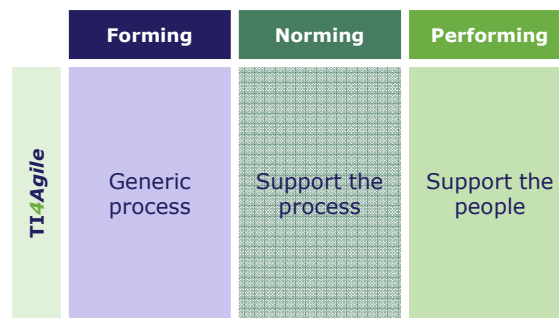 Forming
Norming
Performing
TI4Agile
Generic
process
Support the
process
Support the
people